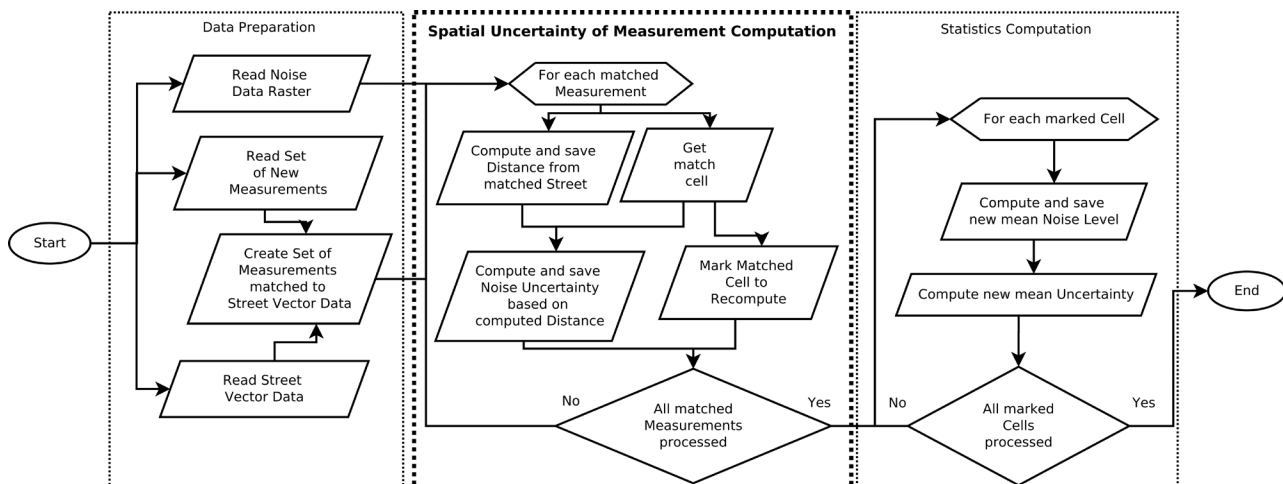 Data Preparation
Spatial Uncertainty of Measurement Computation
Statistics Computation
Start
Read Noise
Data Raster
Read Set
of New
Measurements
Create Set of
Measurements
matched to
Street Vector Data
Read Street
Vector Data
For each matched
Measurement
Compute and save
Distance from
matched Street
Get
match
cell
Compute and save
Noise Uncertainty
based on
computed Distance
Mark Matched
Cell to
Recompute
No
All matched
Measurements
processed
Yes
For each marked Cell
Compute and save
new mean Noise Level
Compute new mean Uncertainty
No
All marked
Cells
processed
Yes
End